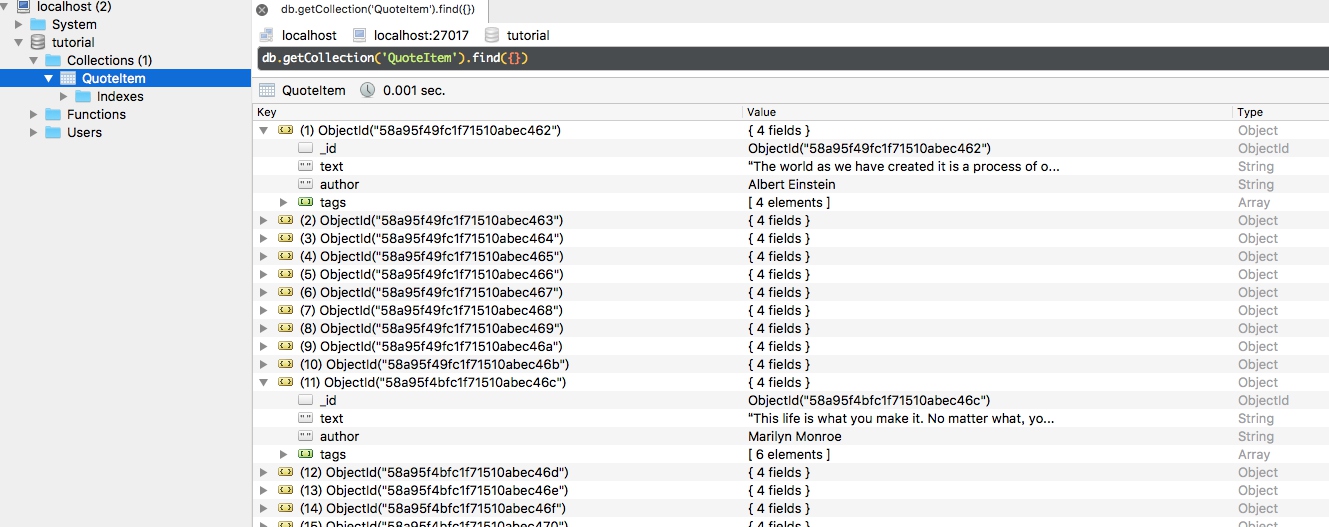 localhost (2)
System
tutorial
Collections (1)
QuoteItem
Indexes
Functions
Users
db.getCollection('QuoteItem').find({})
localhost localhost:27017 tutorial
db.getCollection('QuoteItem').find({})
QuoteItem 0.001 sec.
Key Value Type
(1) ObjectId("58a95f49fc1f71510abec462") { 4 fields } Object
_id ObjectId("58a95f49fc1f71510abec462") ObjectId
text “The world as we have created it is a process of o... String
author Albert Einstein String
tags [ 4 elements ] Array
(2) ObjectId("58a95f49fc1f71510abec463") { 4 fields } Object
(3) ObjectId("58a95f49fc1f71510abec464") { 4 fields } Object
(4) ObjectId("58a95f49fc1f71510abec465") { 4 fields } Object
(5) ObjectId("58a95f49fc1f71510abec466") { 4 fields } Object
(6) ObjectId("58a95f49fc1f71510abec467") { 4 fields } Object
(7) ObjectId("58a95f49fc1f71510abec468") { 4 fields } Object
(8) ObjectId("58a95f49fc1f71510abec469") { 4 fields } Object
(9) ObjectId("58a95f49fc1f71510abec46a") { 4 fields } Object
(10) ObjectId("58a95f49fc1f71510abec46b") { 4 fields } Object
(11) ObjectId("58a95f4bfc1f71510abec46c") { 4 fields } Object
_id ObjectId("58a95f4bfc1f71510abec46c") ObjectId
text “This life is what you make it. No matter what, yo... String
author Marilyn Monroe String
tags [ 6 elements ] Array
(12) ObjectId("58a95f4bfc1f71510abec46d") { 4 fields } Object
(13) ObjectId("58a95f4bfc1f71510abec46e") { 4 fields } Object
(14) ObjectId("58a95f4bfc1f71510abec46f") { 4 fields } Object
(15) ObjectId("58a95f4bfc1f71510abec470") { 4 fields } Object